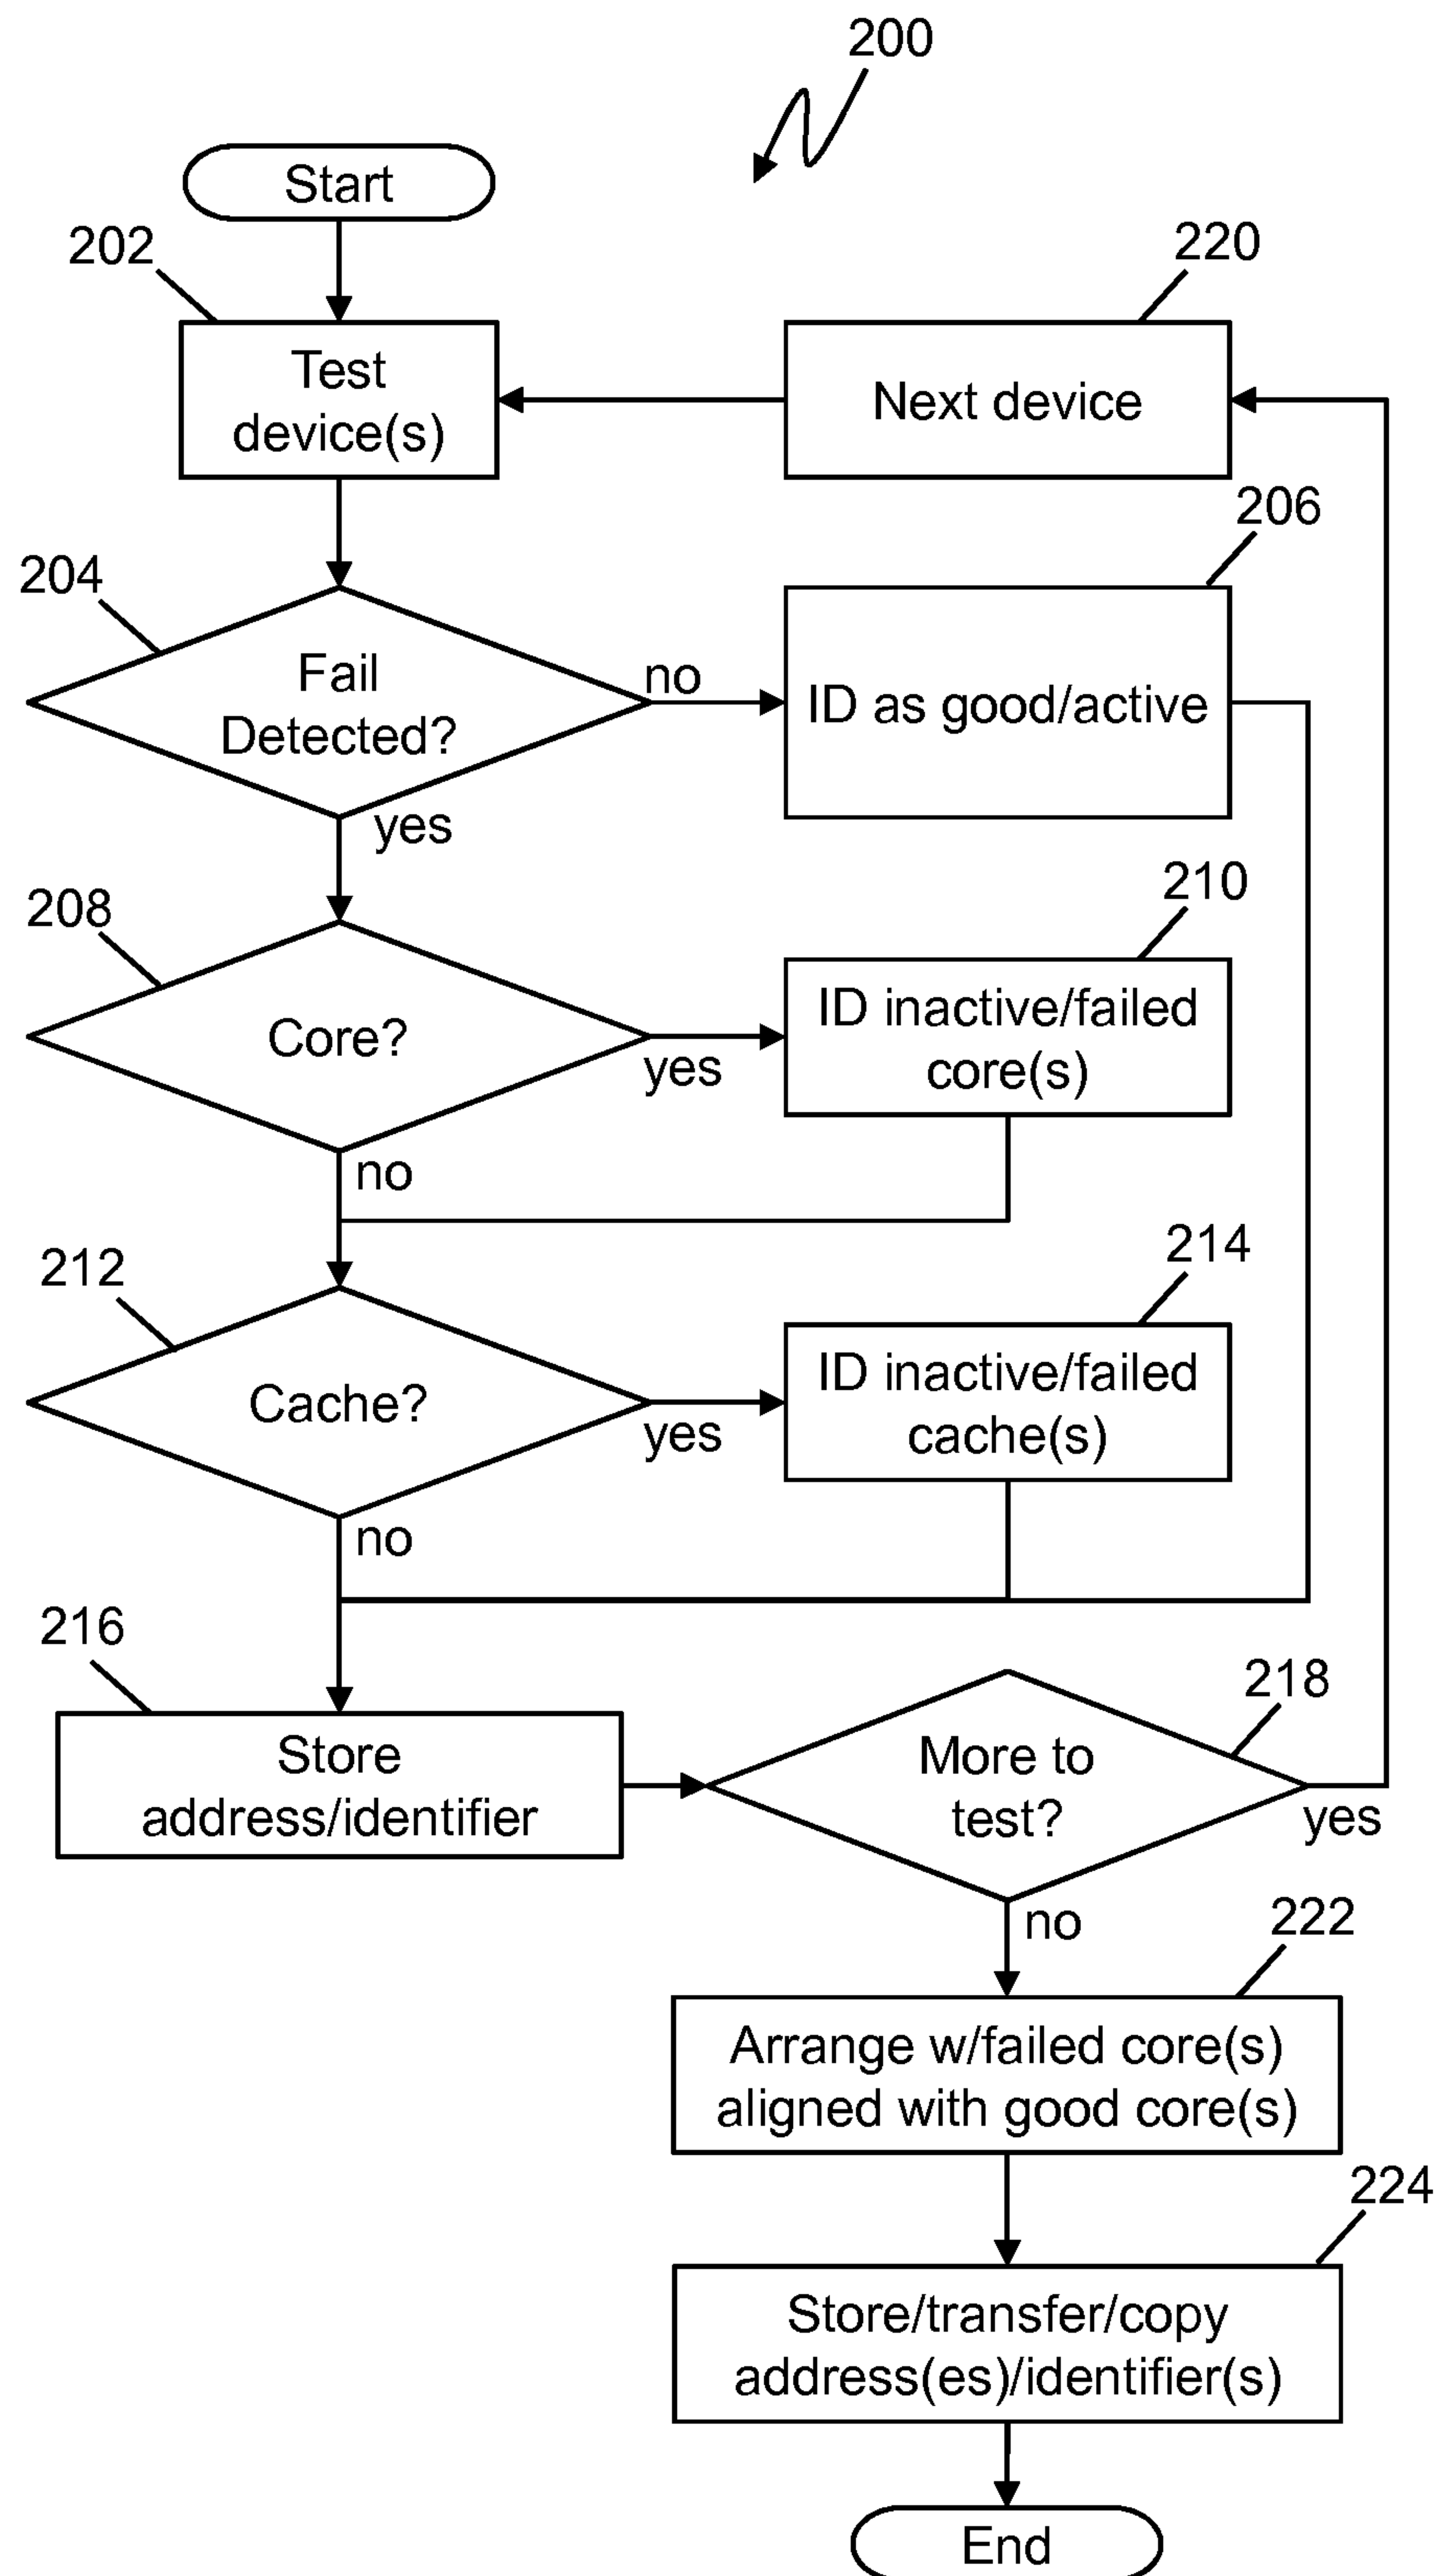 200
Start
202
220
Test
device(s)
Next device
206
204
Fail
Detected?
no
ID as good/active
yes
210
208
Core?
yes
ID inactive/failed
core(s)
no
214
212
Cache?
yes
ID inactive/failed
cache(s)
no
216
218
Store
address/identifier
More to
test?
yes
no
222
Arrange w/failed core(s)
aligned with good core(s)
224
Store/transfer/copy
address(es)/identifier(s)
End